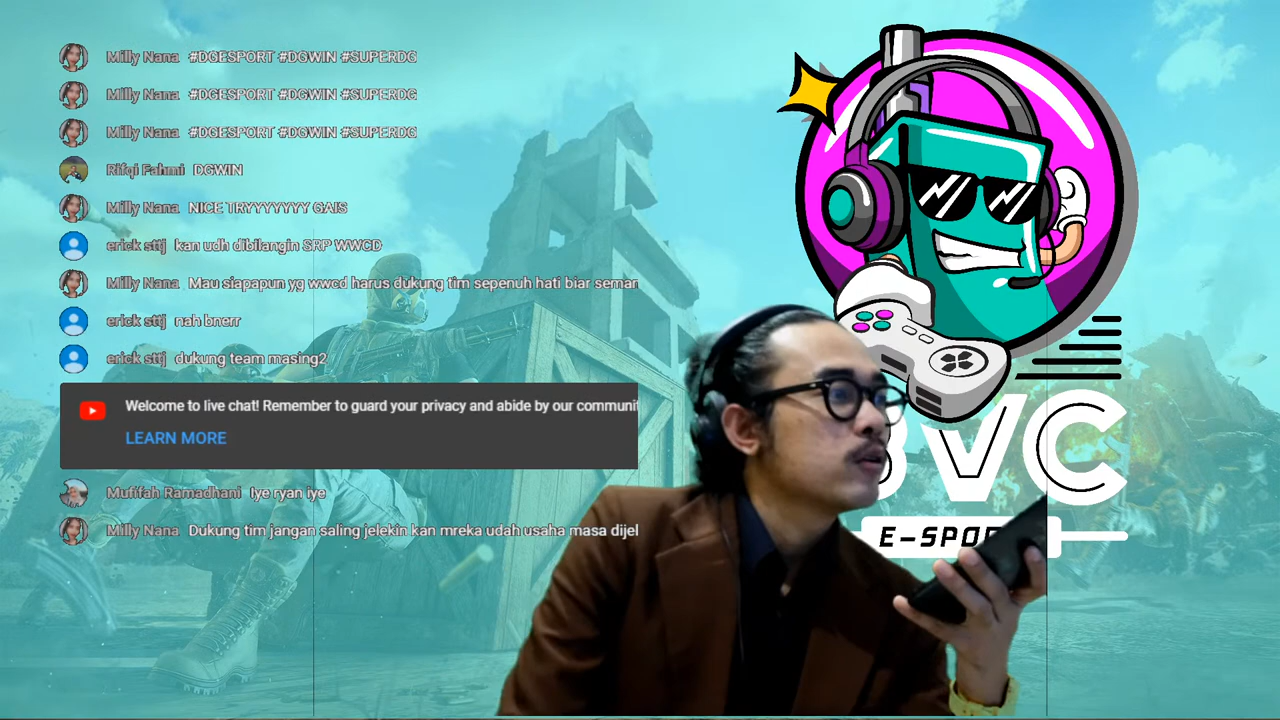 Milly Nana #DGESPORT #DGWIN #SUPERDG
Milly Nana #DGESPORT #DGWIN #SUPERDG
Milly Nana #DGESPORT #DGWIN #SUPERDG
Rifqi Fahmi DGWIN
Milly Nana NICE TRYYYYYYY GAIS
erick sttj kan udh dibilangin SRP WWCD
Milly Nana Mau siapapun yg wwcd harus dukung tim sepenuh hati biar semar
erick sttj nah bnerr
erick sttj dukung team masing2
Welcome to live chat! Remember to guard your privacy and abide by our communit
LEARN MORE
Mufifah Ramadhani Iye ryan iye
Milly Nana Dukung tim jangan saling jelekin kan mreka udah usaha masa dijel
VC
E-SPO